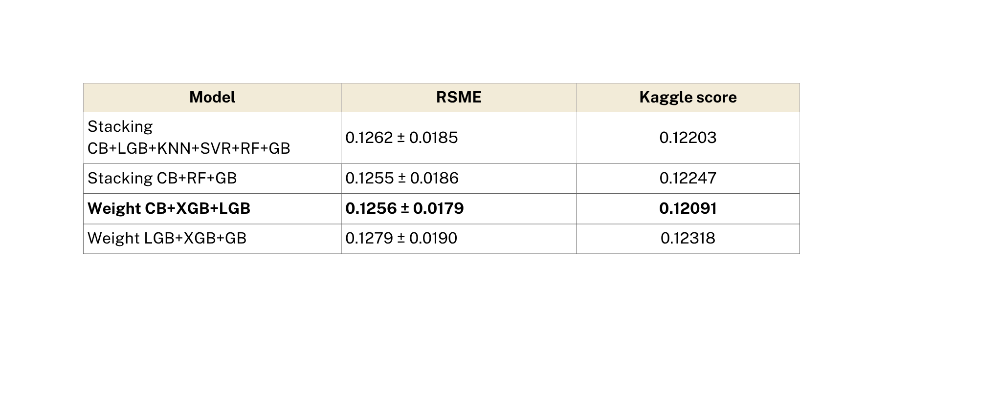 Model RSME Kaggle score
Stacking
CB+LGB+KNN+SVR+RF+GB 0.1262 ± 0.0185 0.12203
Stacking CB+RF+GB 0.1255 ± 0.0186 0.12247
Weight CB+XGB+LGB 0.1256 ± 0.0179 0.12091
Weight LGB+XGB+GB 0.1279 ± 0.0190 0.12318